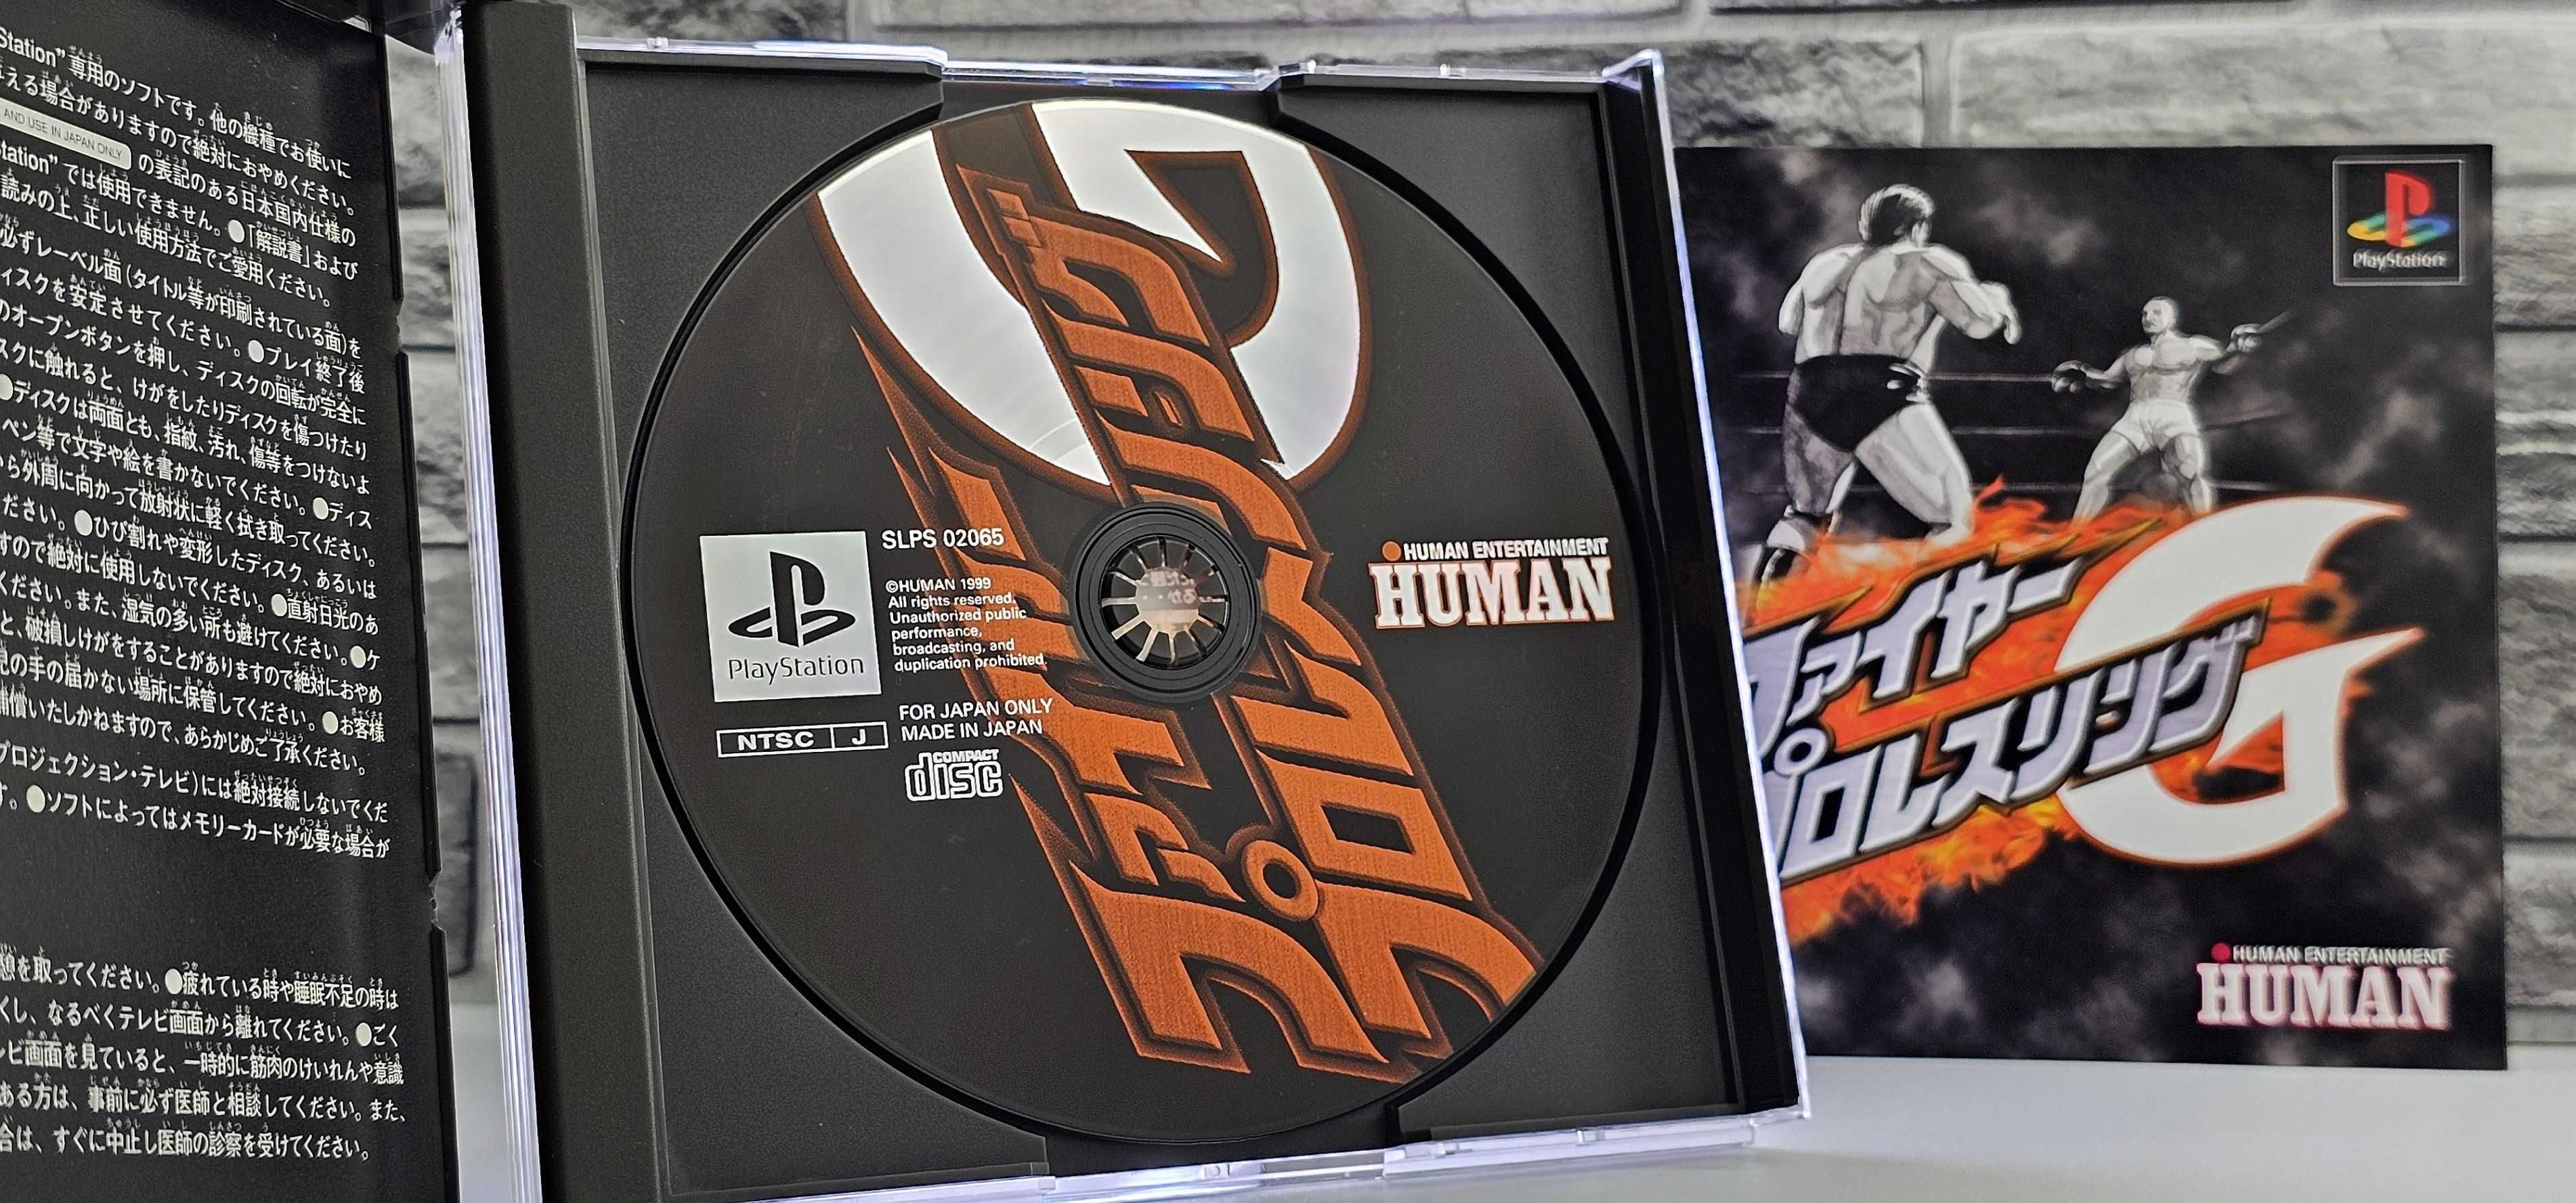 Station" 専用のソフトです。他の機種でお使いに
える場合がありますので絶対におやめください。
AND USE IN JAPAN ONLY の表記のある日本国内仕様の
tation" では使用できません。●「解説書」および
読みの上、正しい使用方法でご愛用ください。
必ずレーベル面(タイトル等が印刷されている面)を
ィスクを安定させてください。●プレイ終了後
のオープンボタンを押し、ディスクの回転が完全に
スクに触れると、けがをしたりディスクを傷つけたり
●ディスクは両面とも、指紋、汚れ、傷等をつけないよ
ペン等で文字や絵を書かないでください。●ディス
から外周に向かって放射状に軽く拭き取ってください。
ださい。●ひび割れや変形したディスク、あるいは
すので絶対に使用しないでください。●直射日光のあ
ください。また、湿気の多い所も避けてください。●ケ
と、破損しけがをすることがありますので絶対におやめ
児の手の届かない場所に保管してください。●お客様
補償いたしかねますので、あらかじめご了承ください。
プロジェクション・テレビ)には絶対接続しないでくだ
す。●ソフトによってはメモリーカードが必要な場合が
憩を取ってください。●疲れている時や睡眠不足の時は
くし、なるべくテレビ画面から離れてください。●ごく
レビ画面を見ていると、一時的に筋肉のけいれんや意識
ある方は、事前に必ず医師と相談してください。また、
合は、すぐに中止し医師の診察を受けてください。
ファイヤー
プロレスリング
G
PlayStation
SLPS 02065
©HUMAN 1999
All rights reserved.
Unauthorized public
performance,
broadcasting, and
duplication prohibited.
NTSC J
FOR JAPAN ONLY
MADE IN JAPAN
COMPACT
disc
HUMAN ENTERTAINMENT
HUMAN
PlayStation
ファイヤー
プロレスリング
G
HUMAN ENTERTAINMENT
HUMAN